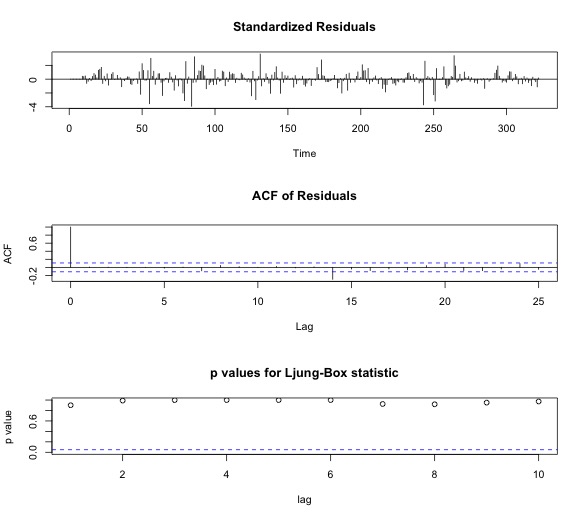 Standardized Residuals
0
-4
0 50 100 150 200 250 300
Time
ACF of Residuals
ACF
0.6
-0.2
0 5 10 15 20 25
Lag
p values for Ljung-Box statistic
p value
0.6
0.0
2 4 6 8 10
lag